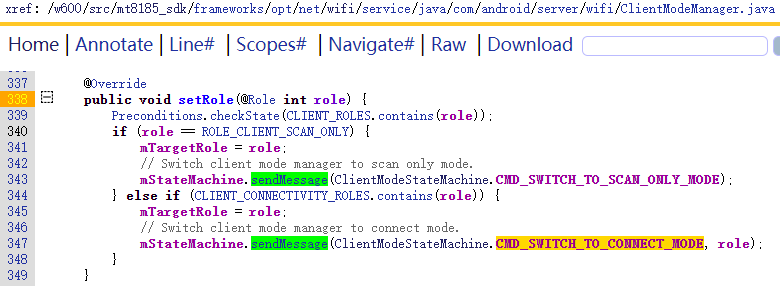 xref: /w600/src/mt8185_sdk/frameworks/opt/net/wifi/service/java/com/android/server/wifi/ClientModeManager.java
Home | Annotate | Line# | Scopes# | Navigate# | Raw | Download
337 @Override
338 public void setRole(@Role int role) {
339 Preconditions.checkState(CLIENT_ROLES.contains(role));
340 if (role == ROLE_CLIENT_SCAN_ONLY) {
341 mTargetRole = role;
342 // Switch client mode manager to scan only mode.
343 mStateMachine.sendMessage(ClientModeStateMachine.CMD_SWITCH_TO_SCAN_ONLY_MODE);
344 } else if (CLIENT_CONNECTIVITY_ROLES.contains(role)) {
345 mTargetRole = role;
346 // Switch client mode manager to connect mode.
347 mStateMachine.sendMessage(ClientModeStateMachine.CMD_SWITCH_TO_CONNECT_MODE, role);
348 }
349 }